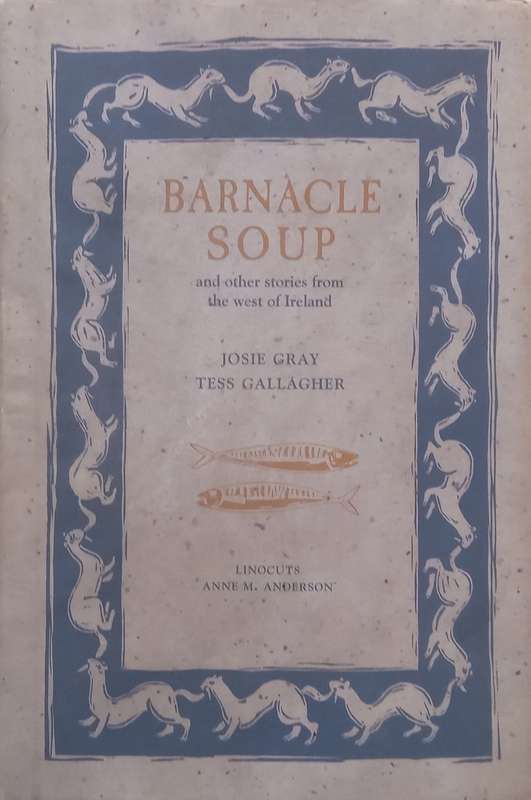 BARNACLE
SOUP
and other stories from
the west of Ireland
JOSIE GRAY
TESS GALLAGHER
LINOCUTS
ANNE M. ANDERSON